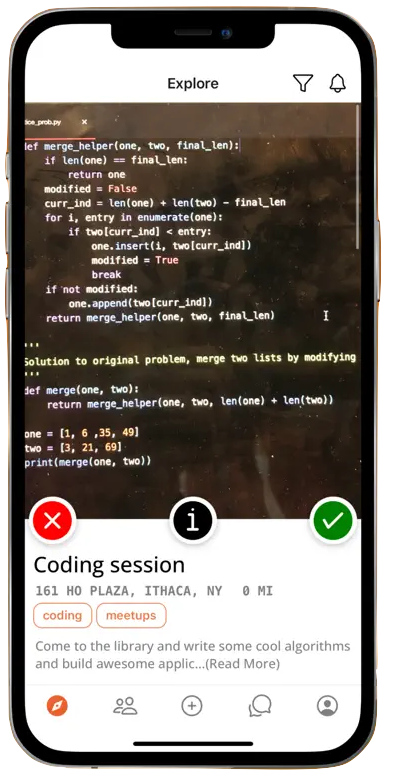 Explore
ice_prob.py ×
def merge_helper(one, two, final_len):
    if len(one) == final_len:
        return one
    modified = False
    curr_ind = len(one) + len(two) - final_len
    for i, entry in enumerate(one):
        if two[curr_ind] < entry:
            one.insert(i, two[curr_ind])
            modified = True
            break
    if not modified:
        one.append(two[curr_ind])
    return merge_helper(one, two, final_len)
'''
Solution to original problem, merge two lists by modifying
'''
def merge(one, two):
    return merge_helper(one, two, len(one) + len(two))
one = [1, 6 ,35, 49]
two = [3, 21, 69]
print(merge(one, two))
i
Coding session
161 HO PLAZA, ITHACA, NY 0 MI
coding meetups
Come to the library and write some cool algorithms
and build awesome applic...(Read More)